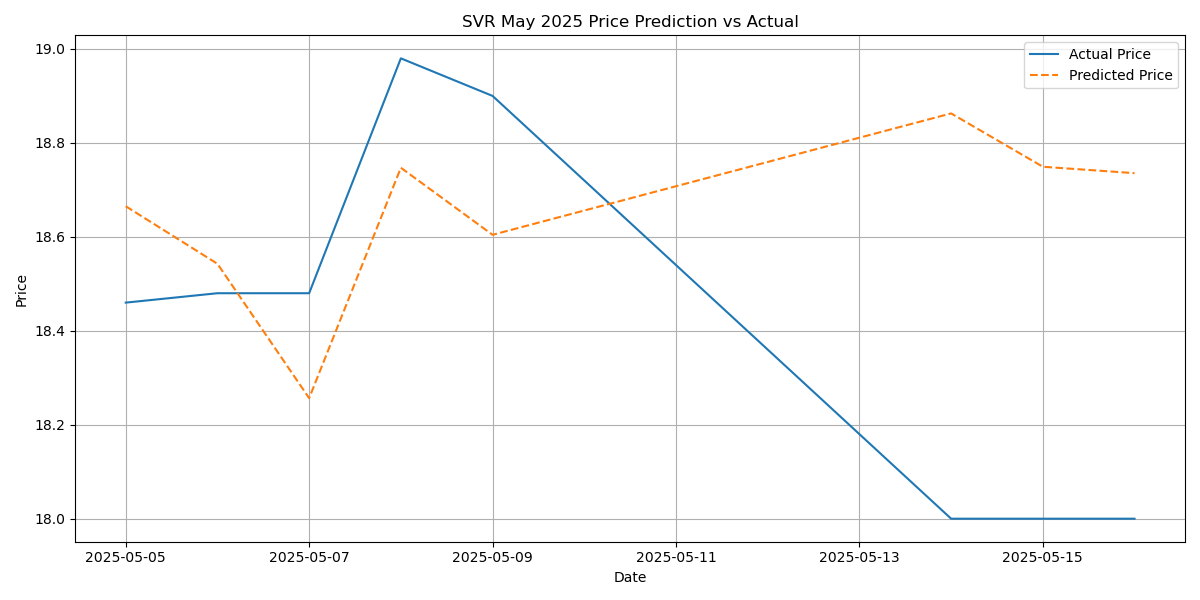 SVR May 2025 Price Prediction vs Actual
Actual Price
Predicted Price
Price
19.0
18.8
18.6
18.4
18.2
18.0
2025-05-05 2025-05-07 2025-05-09 2025-05-11 2025-05-13 2025-05-15
Date